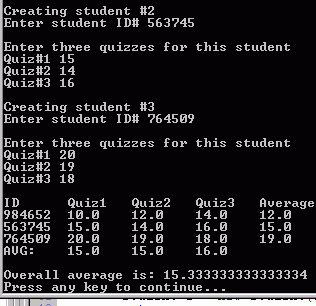 Creating student #2
Enter student ID# 563745
Enter three quizzes for this student
Quiz#1 15
Quiz#2 14
Quiz#3 16
Creating student #3
Enter student ID# 764509
Enter three quizzes for this student
Quiz#1 20
Quiz#2 19
Quiz#3 18
ID Quiz1 Quiz2 Quiz3 Average
984652 10.0 12.0 14.0 12.0
563745 15.0 14.0 16.0 15.0
764509 20.0 19.0 18.0 19.0
AVG: 15.0 15.0 16.0
Overall average is: 15.333333333333334
Press any key to continue...